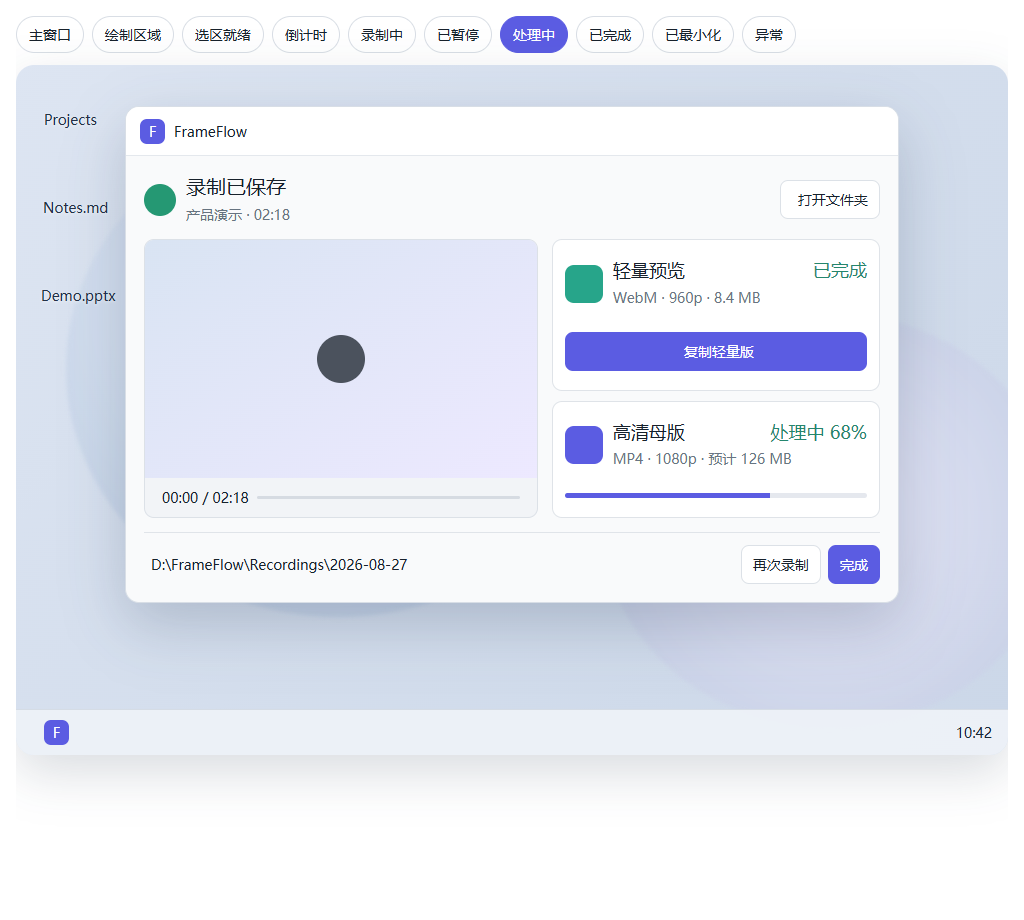 主窗口 绘制区域 选区就绪 倒计时 录制中 已暂停 处理中 已完成 已最小化 异常
Projects
Notes.md
Demo.pptx
F FrameFlow
录制已保存
产品演示 · 02:18
打开文件夹
00:00 / 02:18
轻量预览 已完成
WebM · 960p · 8.4 MB
复制轻量版
高清母版 处理中 68%
MP4 · 1080p · 预计 126 MB
D:\FrameFlow\Recordings\2026-08-27
再次录制 完成
F 10:42